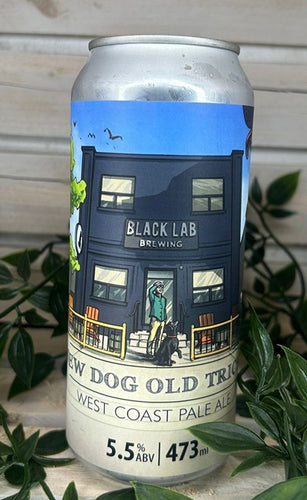 BLACK LAB
BREWING
EW DOG OLD TRIC
WEST COAST PALE ALE
5.5% ABV | 473ml